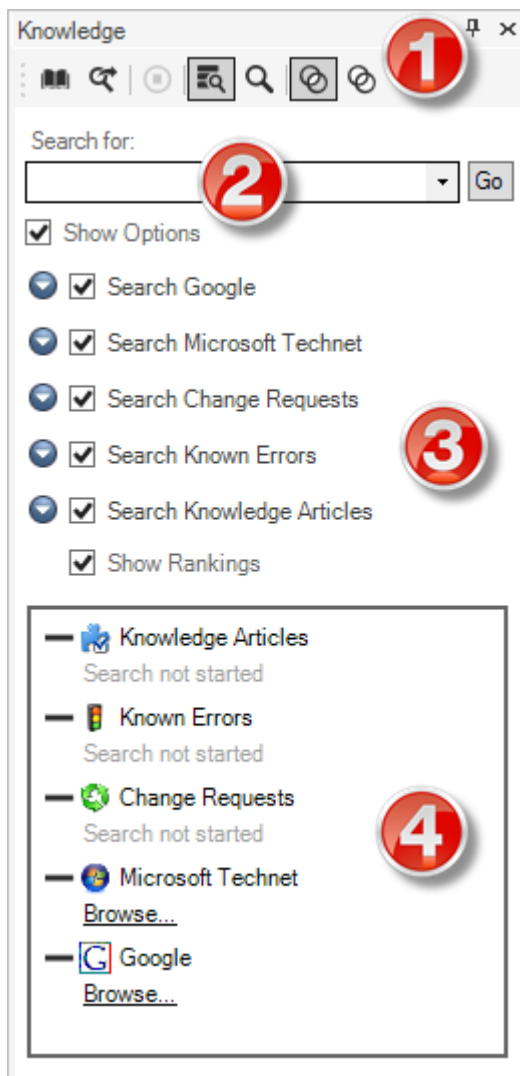 Knowledge
1
Search for:
2
Go
Show Options
Search Google
Search Microsoft Technet
Search Change Requests
3
Search Known Errors
Search Knowledge Articles
Show Rankings
Knowledge Articles
Search not started
Known Errors
Search not started
Change Requests
4
Search not started
Microsoft Technet
Browse...
G Google
Browse...